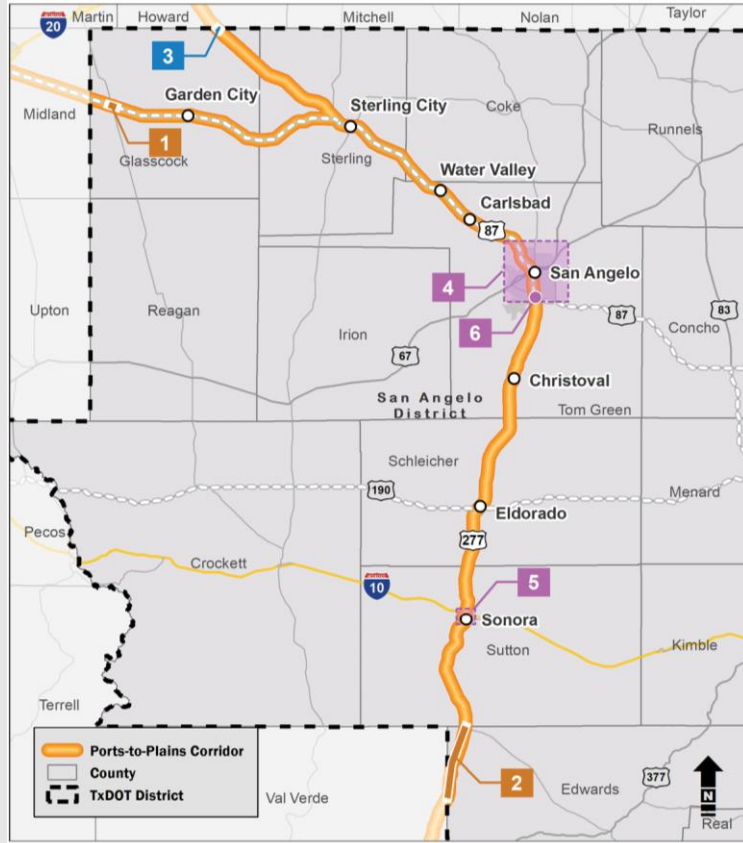 Martin
Howard
Mitchell
Nolan
Taylor
20
3
Garden City
Sterling City
Coke
Midland
1
Glasscock
Sterling
Runnels
Water Valley
Carlsbad
87
4
San Angelo
Upton
Reagan
Irion
6
87
83
Concho
67
Christoval
San Angelo
District
Tom Green
Schleicher
190
Menard
Eldorado
Pecos
277
Crockett
10
5
Sonora
Sutton
Kimble
Terrell
Ports-to-Plains Corridor
County
TxDOT District
Val Verde
2
Edwards
377
N
Real